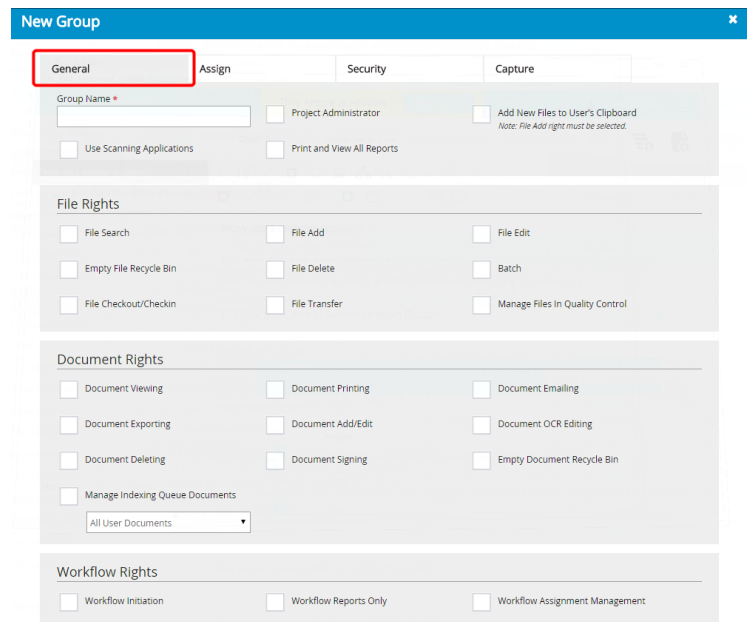 New Group
General Assign Security Capture
Group Name *
Project Administrator
Add New Files to User's Clipboard
Note: File Add right must be selected.
Use Scanning Applications
Print and View All Reports
File Rights
File Search
File Add
File Edit
Empty File Recycle Bin
File Delete
Batch
File Checkout/Checkin
File Transfer
Manage Files In Quality Control
Document Rights
Document Viewing
Document Printing
Document Emailing
Document Exporting
Document Add/Edit
Document OCR Editing
Document Deleting
Document Signing
Empty Document Recycle Bin
Manage Indexing Queue Documents
All User Documents
Workflow Rights
Workflow Initiation
Workflow Reports Only
Workflow Assignment Management